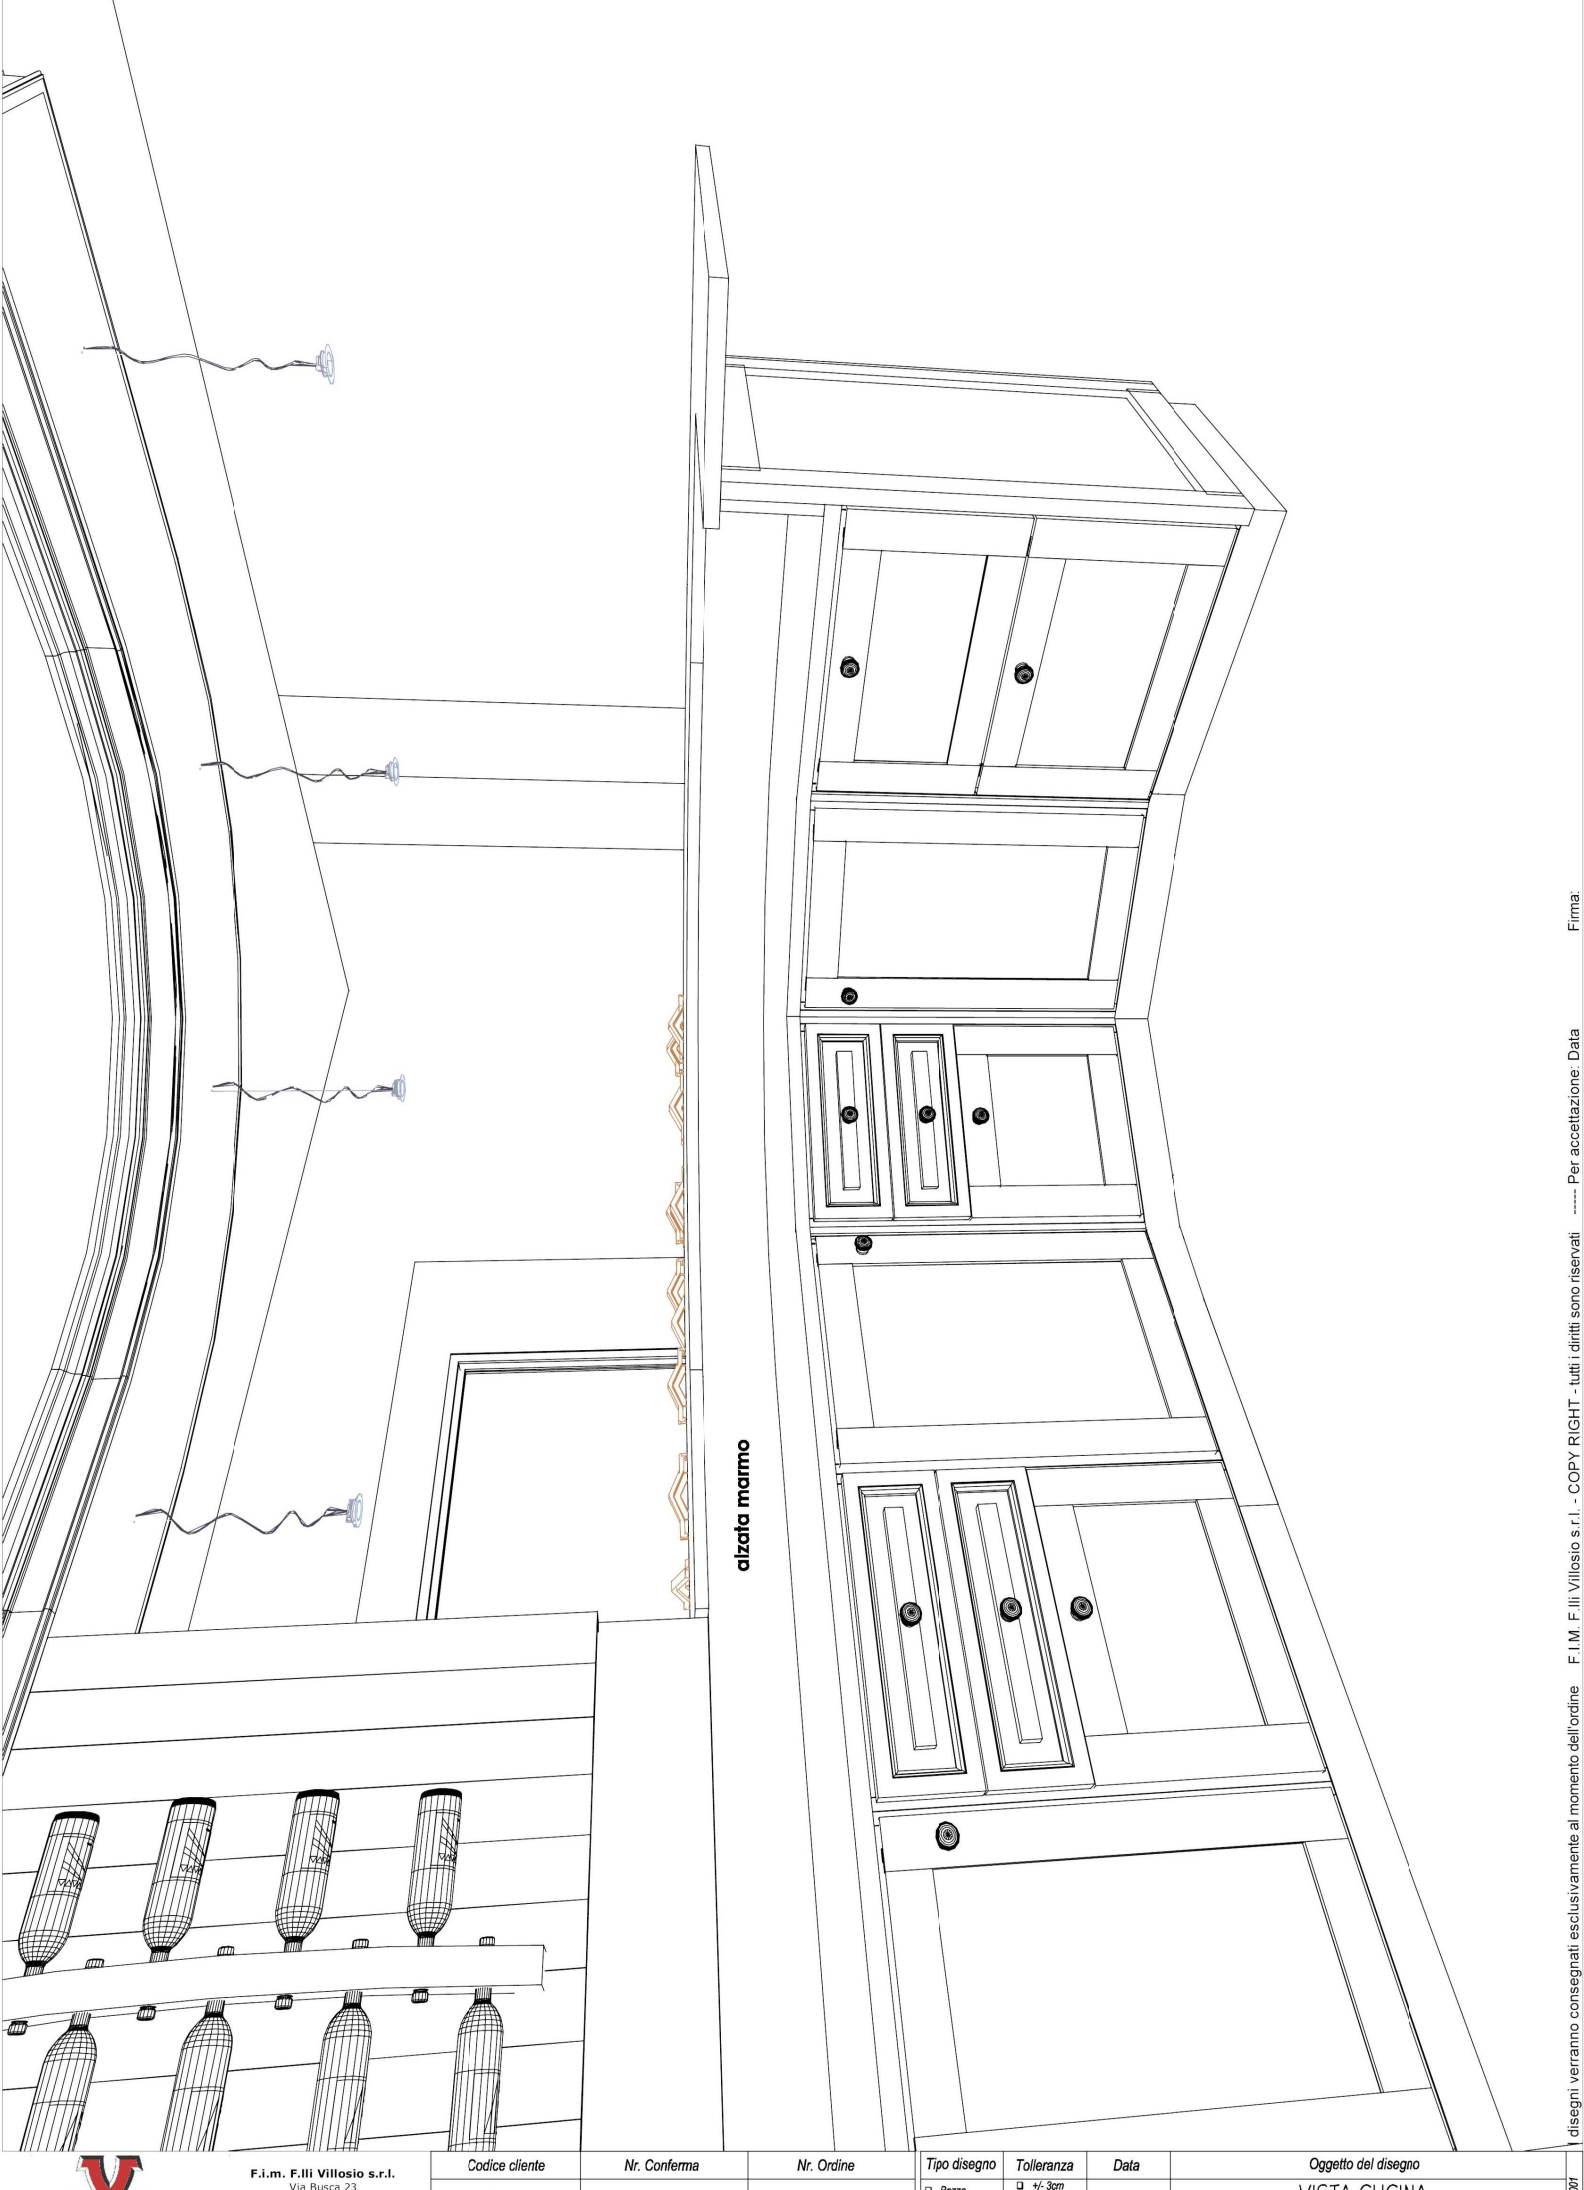 alzata marmo
I disegni verranno consegnati esclusivamente al momento dell'ordine F.I.M. F.lli Villosio s.r.l. - COPY RIGHT - tutti i diritti sono riservati ----- Per accettazione: Data Firma:
F.i.m. F.lli Villosio s.r.l.
Via Busca 23
Codice cliente
Nr. Conferma
Nr. Ordine
Tipo disegno
Tolleranza
+/- 3cm
Data
Oggetto del disegno
VISTA CUCINA